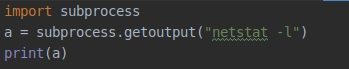 import subprocess
a = subprocess.getoutput("netstat -l")
print(a)